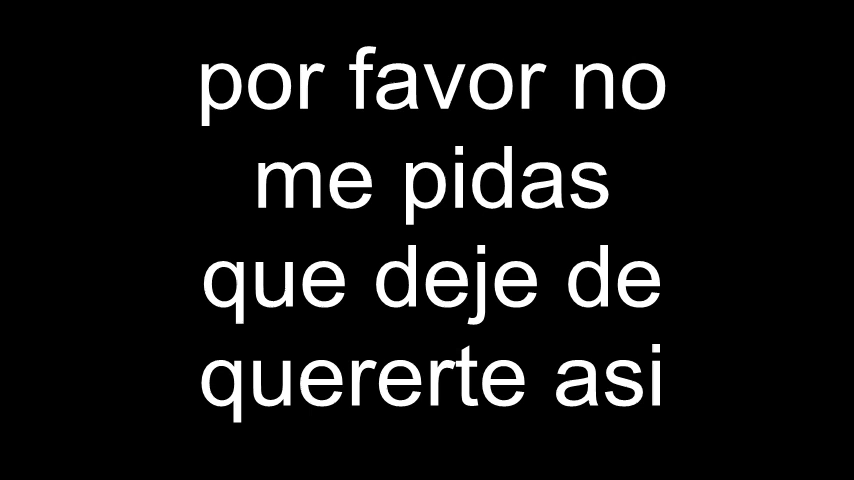 por favor no
me pidas
que deje de
quererte asi